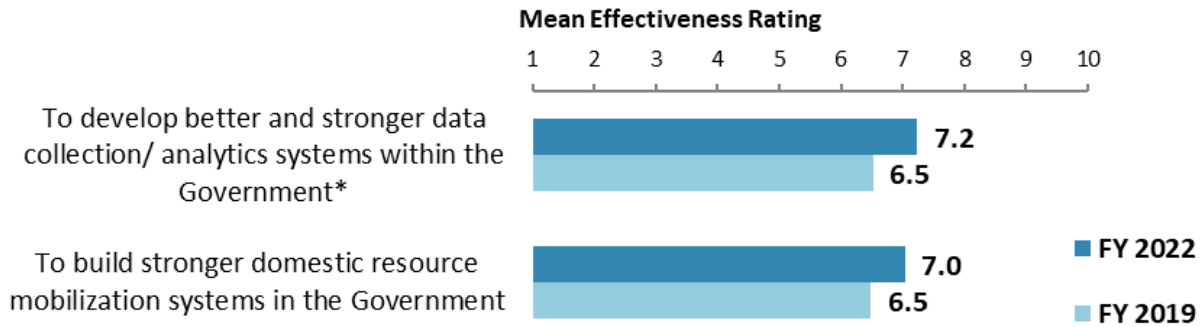 Mean Effectiveness Rating
1 2 3 4 5 6 7 8 9 10
To develop better and stronger data
collection/ analytics systems within the
Government*
7.2
6.5
To build stronger domestic resource
mobilization systems in the Government
7.0
6.5
FY 2022
FY 2019